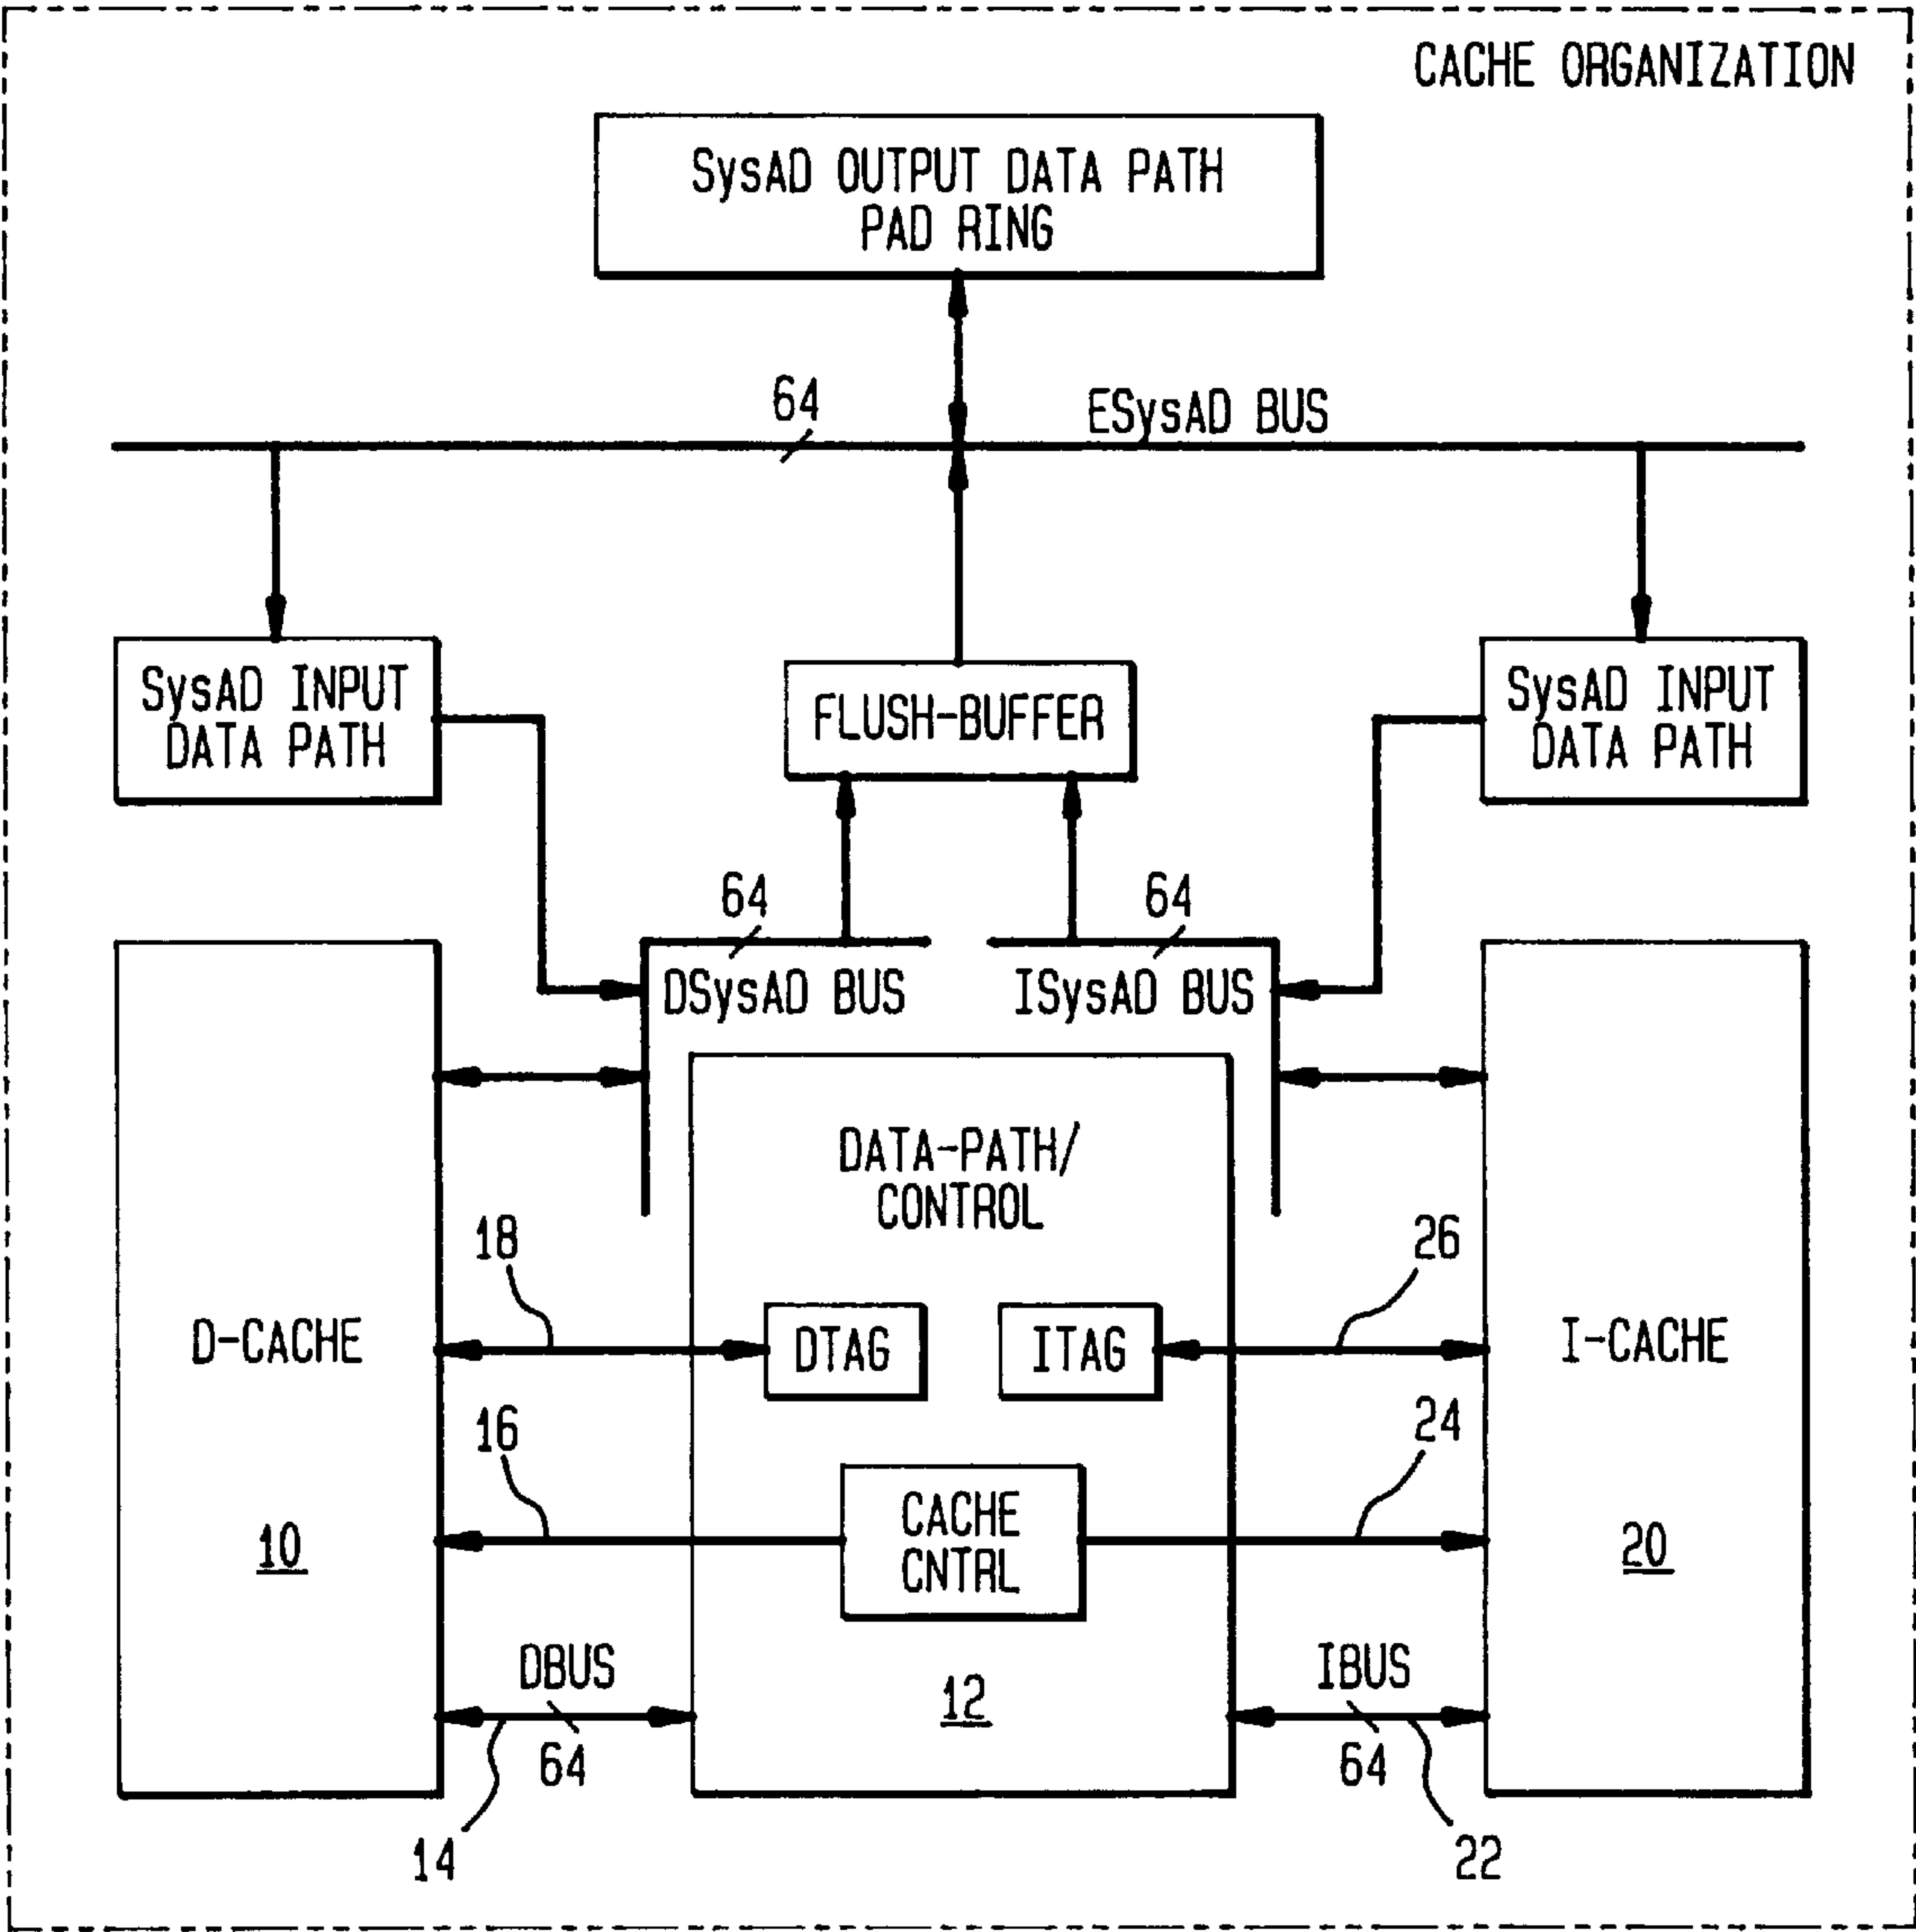 CACHE ORGANIZATION
SysAD OUTPUT DATA PATH
PAD RING
64
ESysAD BUS
SysAD INPUT
DATA PATH
FLUSH-BUFFER
SysAD INPUT
DATA PATH
64
64
DSysAD BUS
ISysAD BUS
DATA-PATH/
CONTROL
18
26
D-CACHE
DTAG
ITAG
I-CACHE
16
24
CACHE
CNTRL
10
20
DBUS
12
IBUS
64
64
14
22